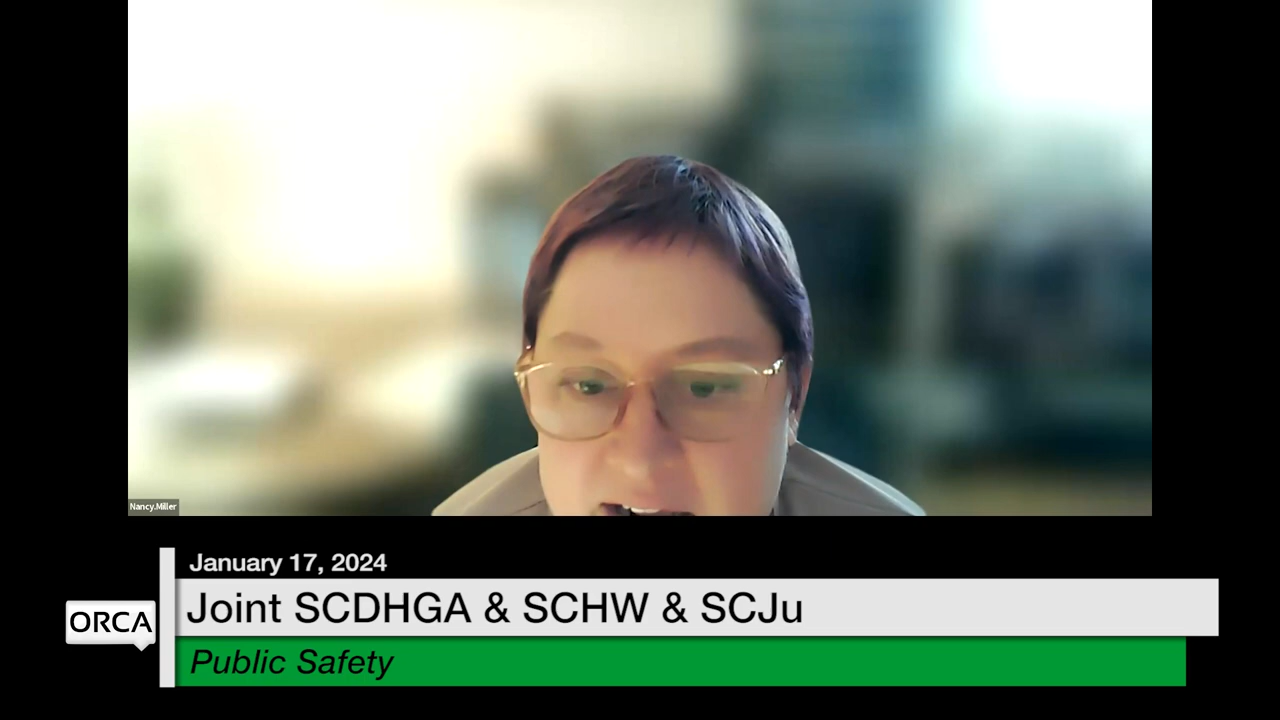 Nancy.Miller
January 17, 2024
Joint SCDHGA & SCHW & SCJu
ORCA
Public Safety